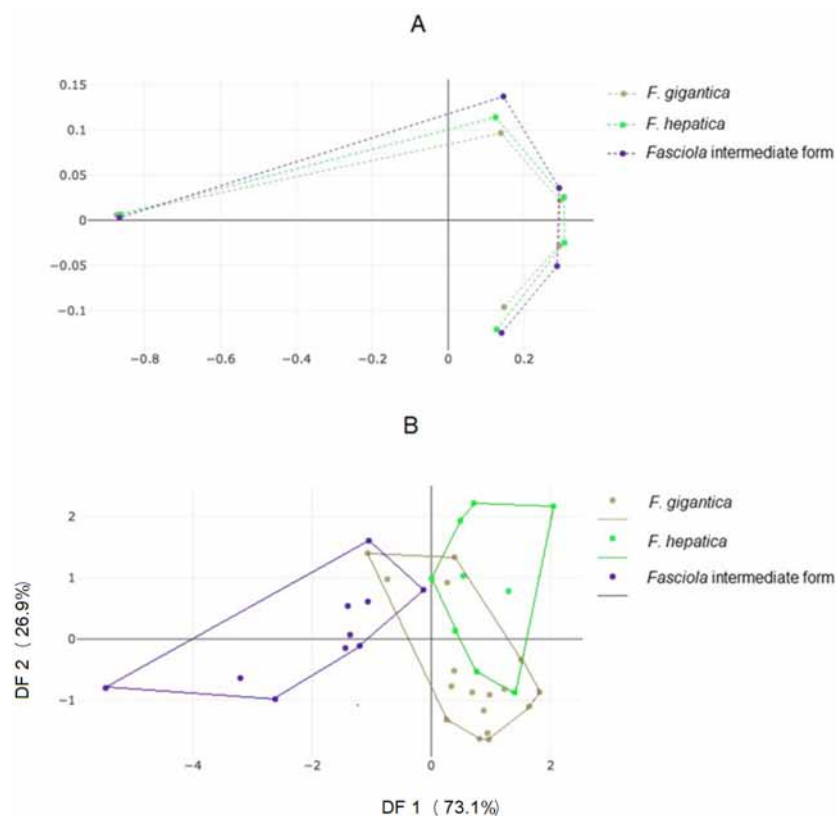 A
0.15
0.1
0.05
0
−0.05
−0.1
−0.8
−0.6
−0.4
−0.2
0
0.2
F. gigantica
F. hepatica
Fasciola intermediate form
B
DF 2 ( 26.9%)
2
1
0
−1
−4
−2
0
2
DF 1 ( 73.1%)
F. gigantica
F. hepatica
Fasciola intermediate form